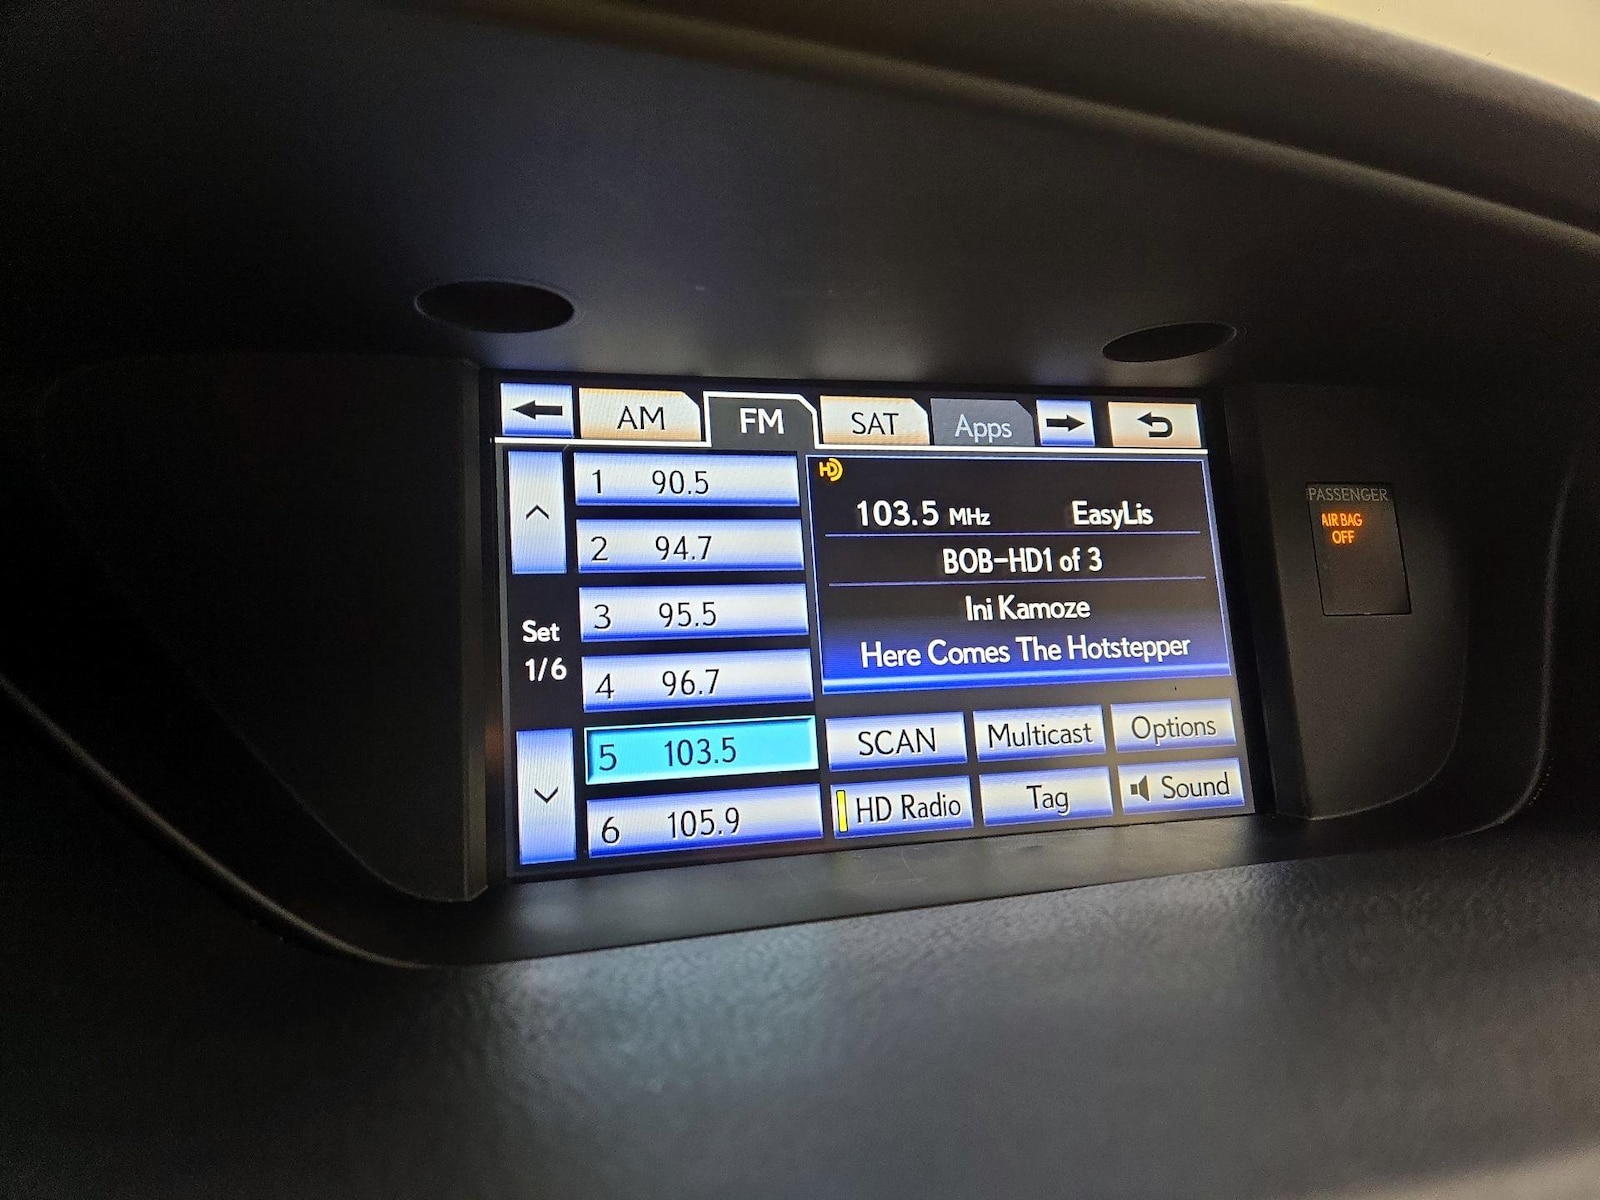 AM FM SAT Apps
1 90.5
2 94.7
3 95.5
4 96.7
5 103.5
6 105.9
Set
1/6
HD
103.5 MHz EasyLis
BOB-HD1 of 3
Ini Kamoze
Here Comes The Hotstepper
SCAN Multicast Options
HD Radio Tag Sound
PASSENGER
AIR BAG
OFF